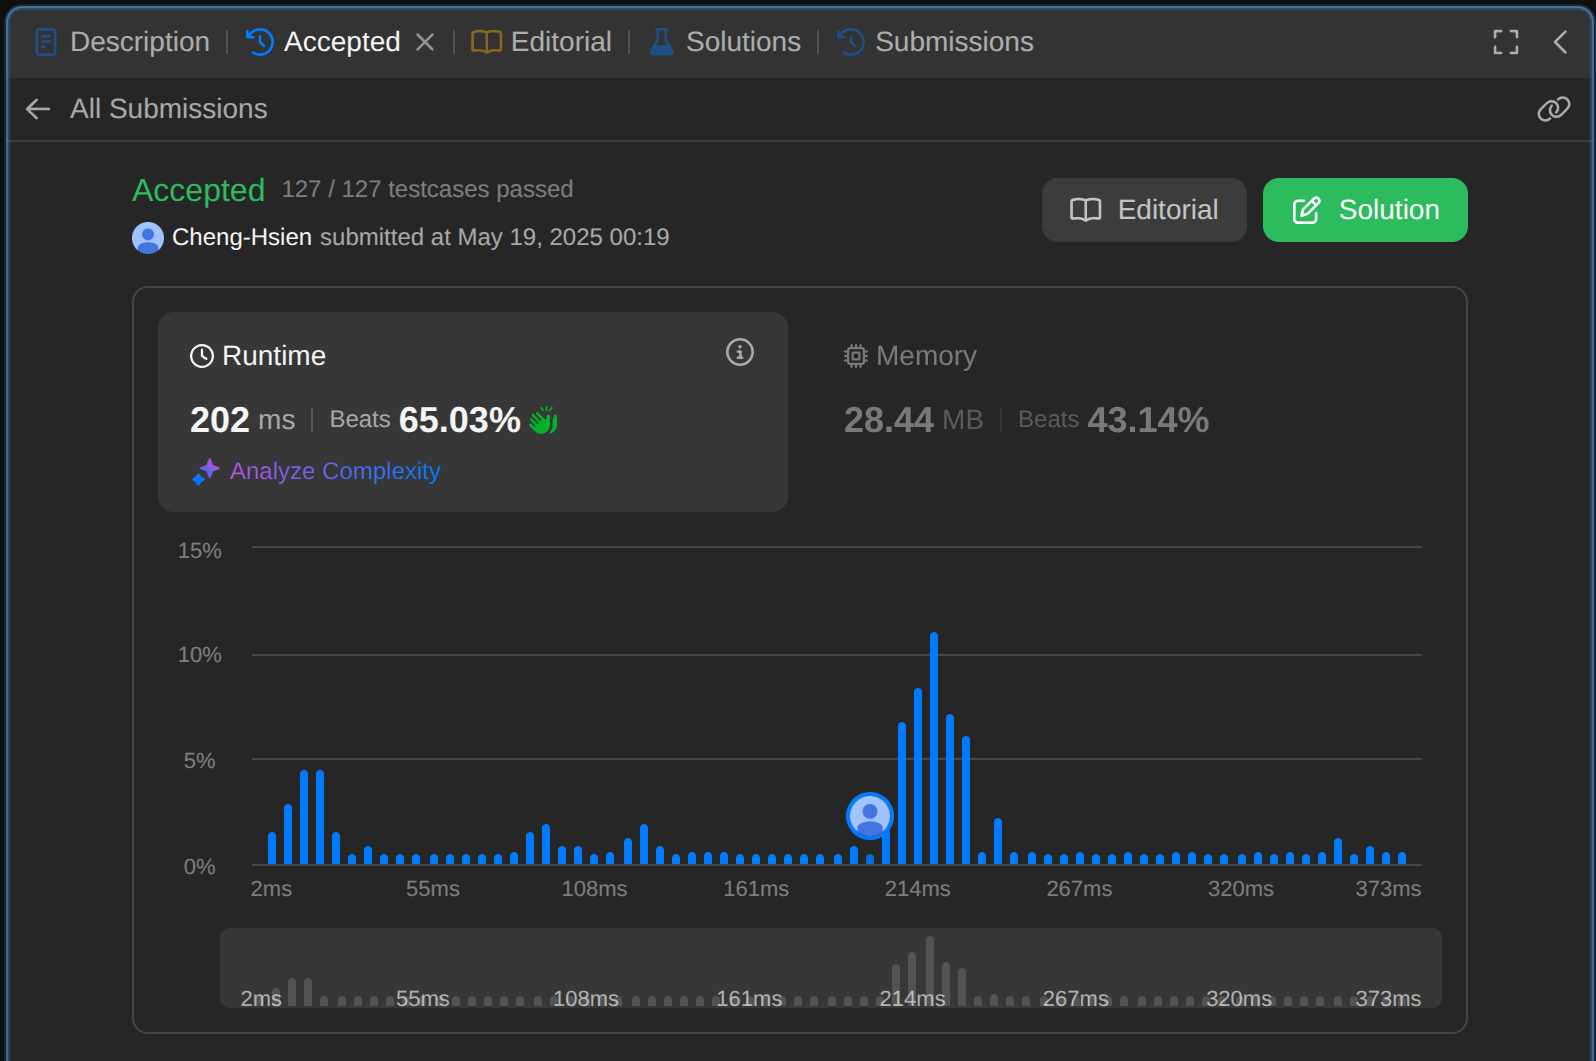 Description | Accepted | Editorial | Solutions | Submissions
All Submissions
Accepted 127 / 127 testcases passed
Cheng-Hsien submitted at May 19, 2025 00:19
Editorial
Solution
Runtime
202 ms | Beats 65.03%
Analyze Complexity
Memory
28.44 MB | Beats 43.14%
15%
10%
5%
0%
2ms 55ms 108ms 161ms 214ms 267ms 320ms 373ms
2ms 55ms 108ms 161ms 214ms 267ms 320ms 373ms